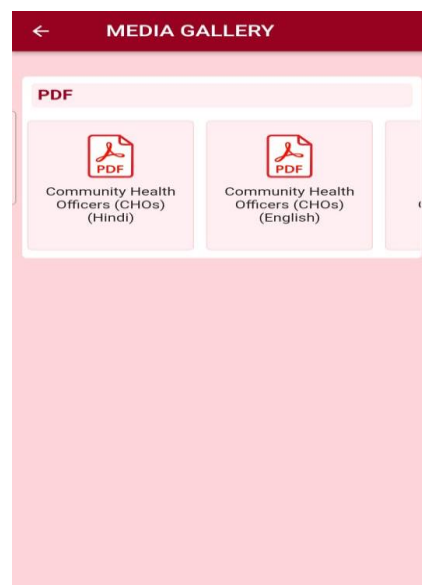 MEDIA GALLERY
PDF
PDF
Community Health
Officers (CHOs)
(Hindi)
PDF
Community Health
Officers (CHOs)
(English)